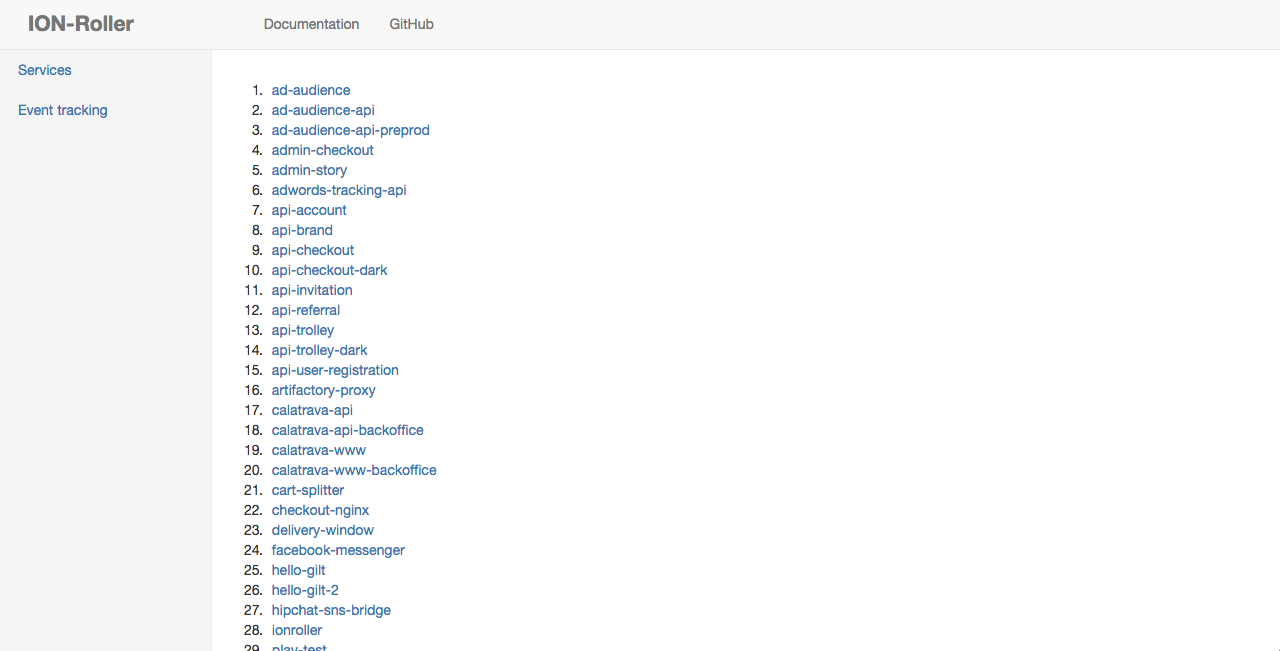 ION-Roller Documentation GitHub
Services
Event tracking
1. ad-audience
2. ad-audience-api
3. ad-audience-api-preprod
4. admin-checkout
5. admin-story
6. adwords-tracking-api
7. api-account
8. api-brand
9. api-checkout
10. api-checkout-dark
11. api-invitation
12. api-referral
13. api-trolley
14. api-trolley-dark
15. api-user-registration
16. artifactory-proxy
17. calatrava-api
18. calatrava-api-backoffice
19. calatrava-www
20. calatrava-www-backoffice
21. cart-splitter
22. checkout-nginx
23. delivery-window
24. facebook-messenger
25. hello-gilt
26. hello-gilt-2
27. hipchat-sns-bridge
28. ionroller
29. play-test